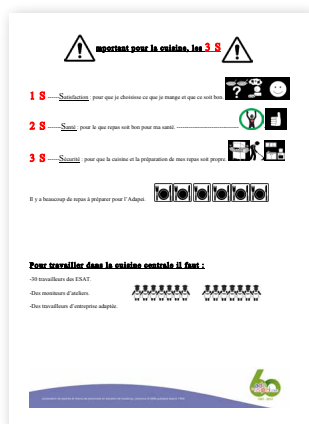 mportant pour la cuisine, les 3 S
1 S ------Satisfaction : pour que je choisisse ce que je mange et que ce soit bon.
2 S ------Santé : pour le que repas soit bon pour ma santé. ----------------------------
3 S ------Sécurité : pour que la cuisine et la préparation de mes repas soit propre.
Il y a beaucoup de repas à préparer pour l'Adapei.
Pour travailler dans la cuisine centrale il faut :
-30 travailleurs des ESAT.
-Des moniteurs d'ateliers.
-Des travailleurs d'entreprise adaptée.